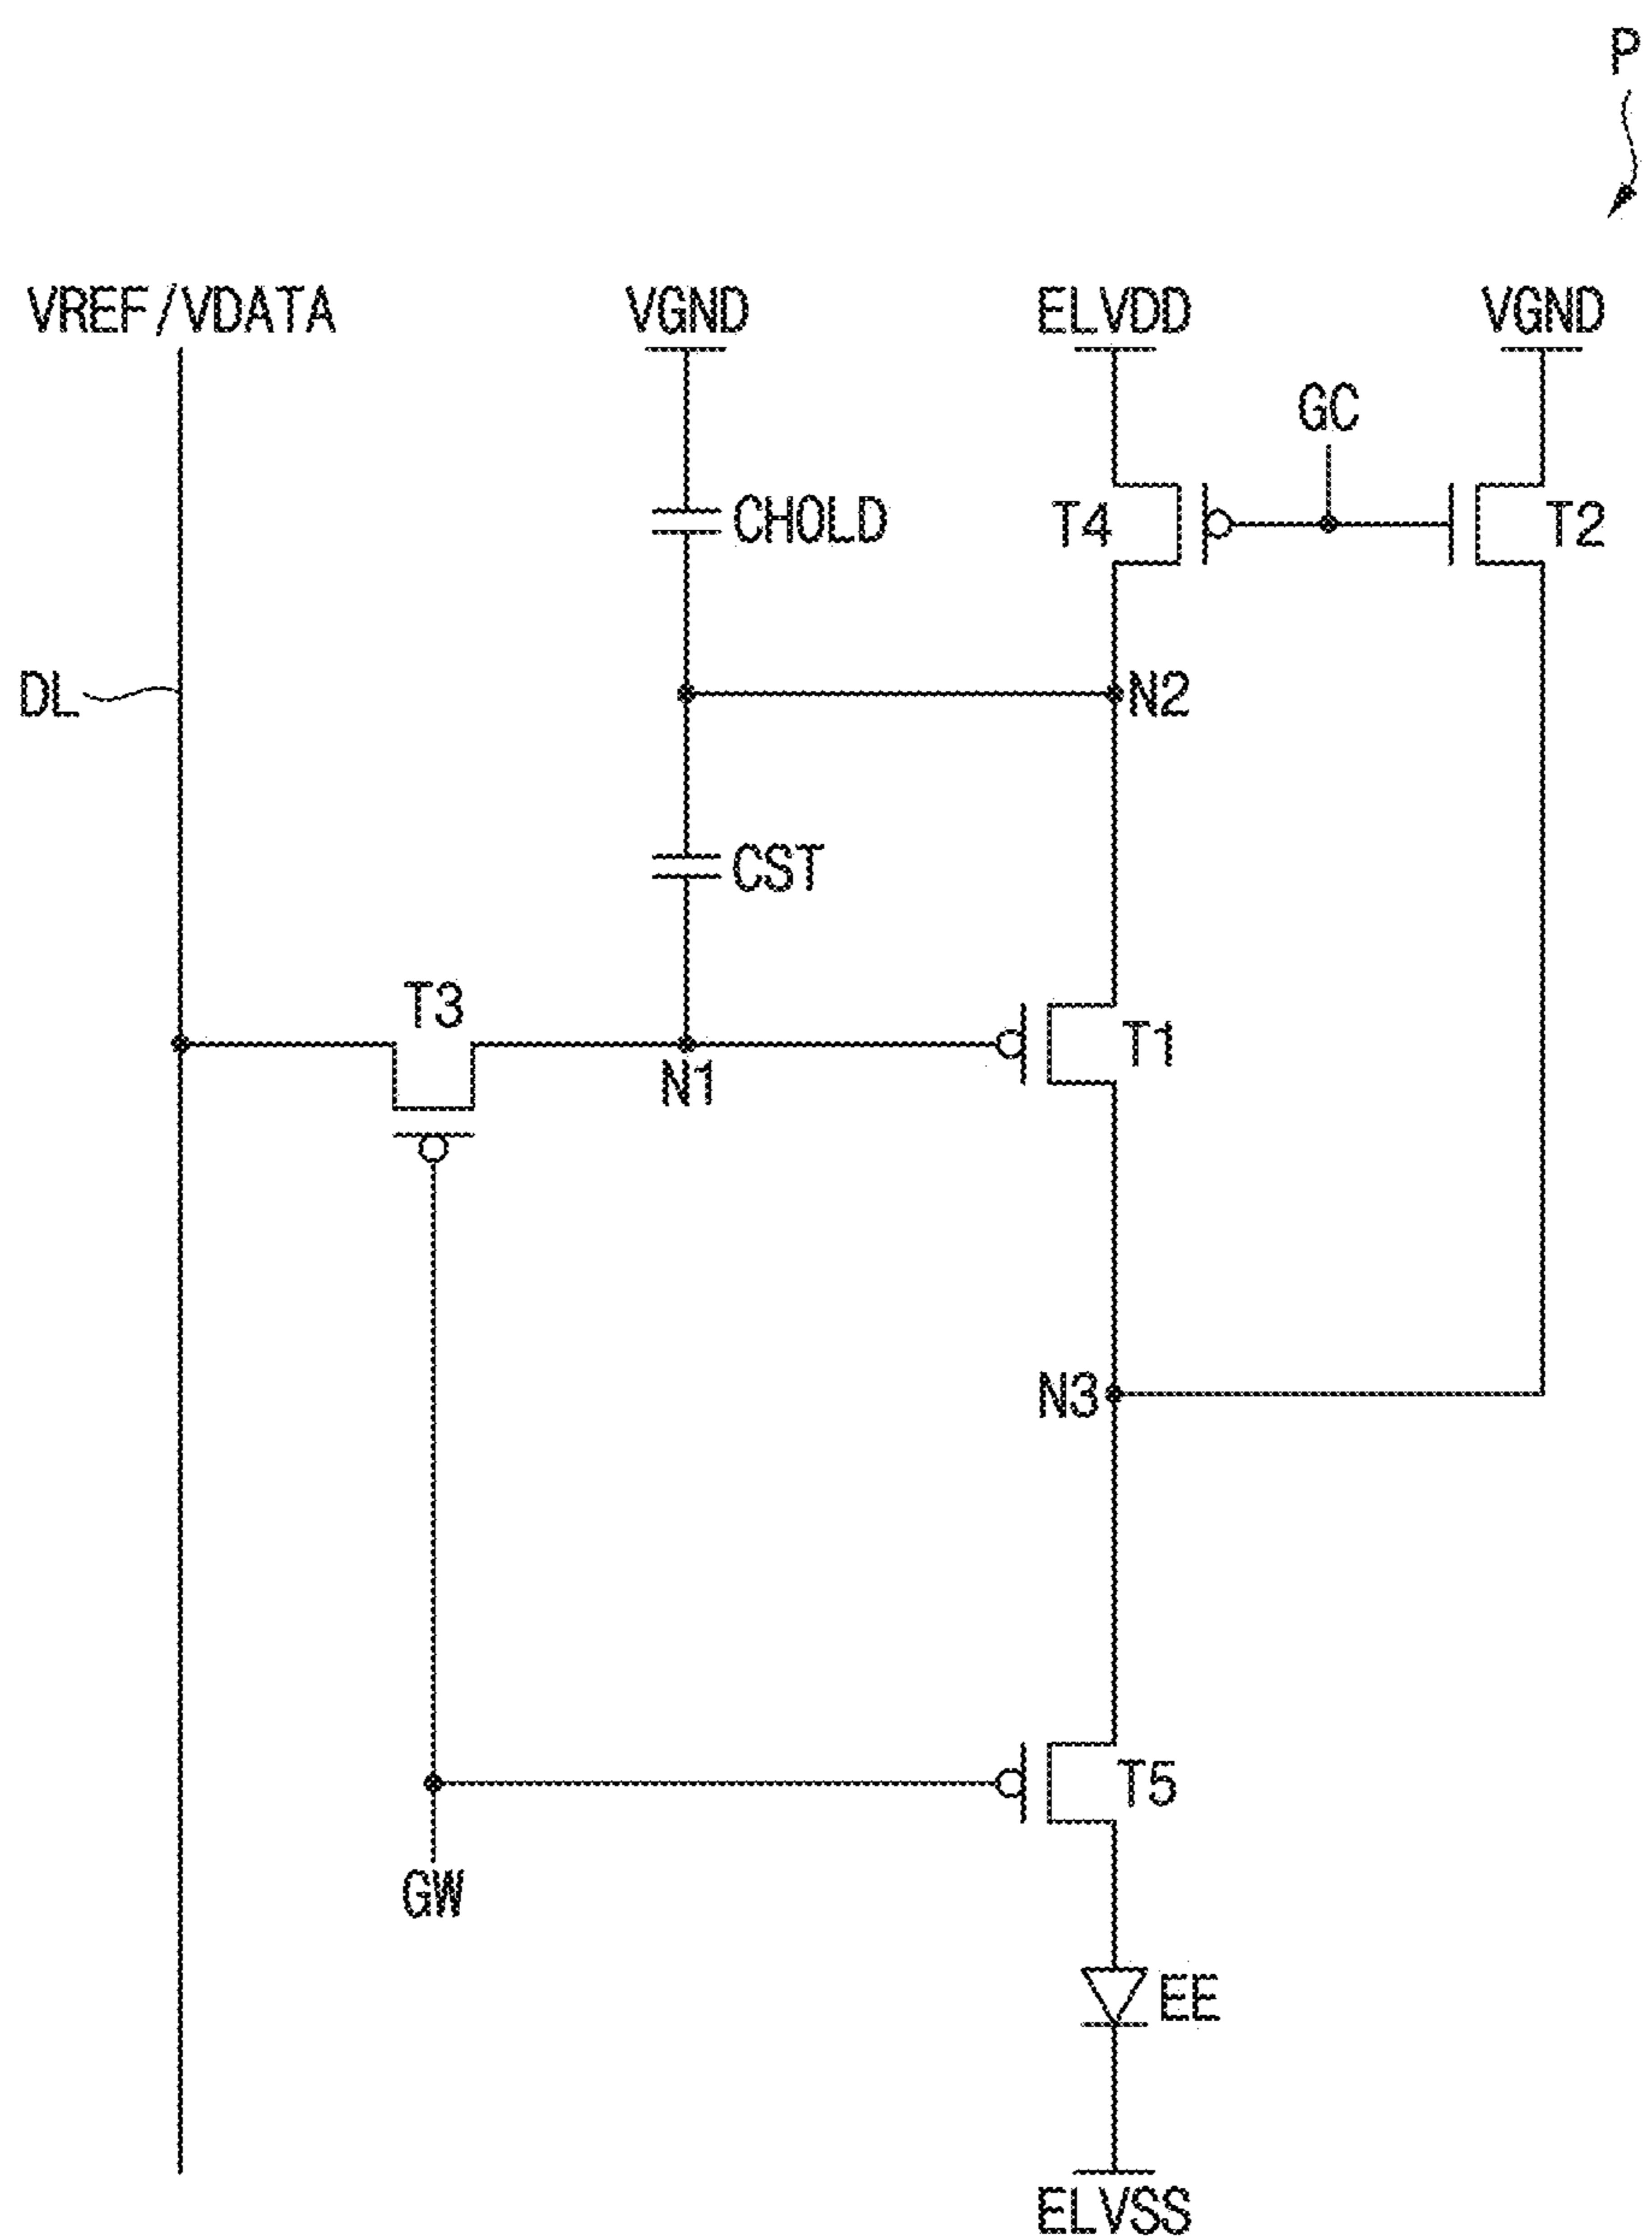 P
VREF/VDATA
VGND
ELVDD
VGND
GC
CHOLD
T4
T2
DL
N2
CST
T3
T1
N1
N3
T5
GW
EE
ELVSS